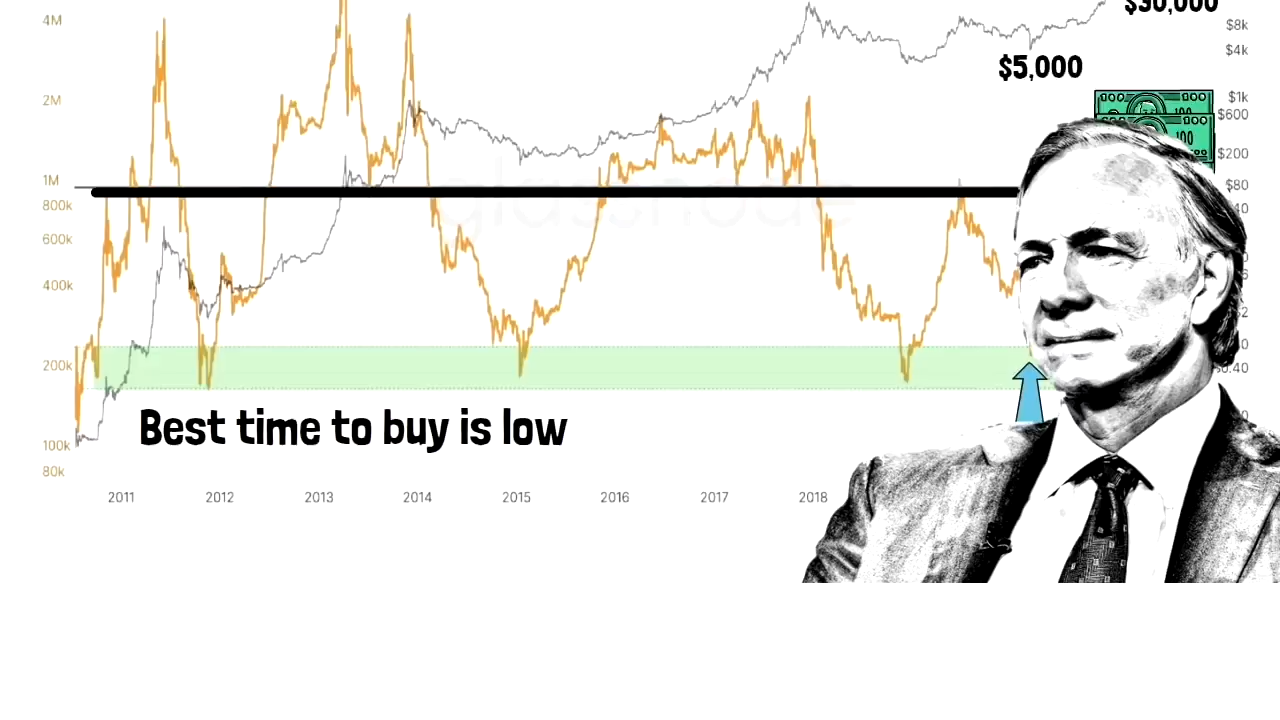 $30,000
4M
$8k
$4k
$5,000
2M
$1k
$600
$200
1M
$80
800k
600k
400k
200k
100k
80k
Best time to buy is low
glassnode
2011 2012 2013 2014 2015 2016 2017 2018